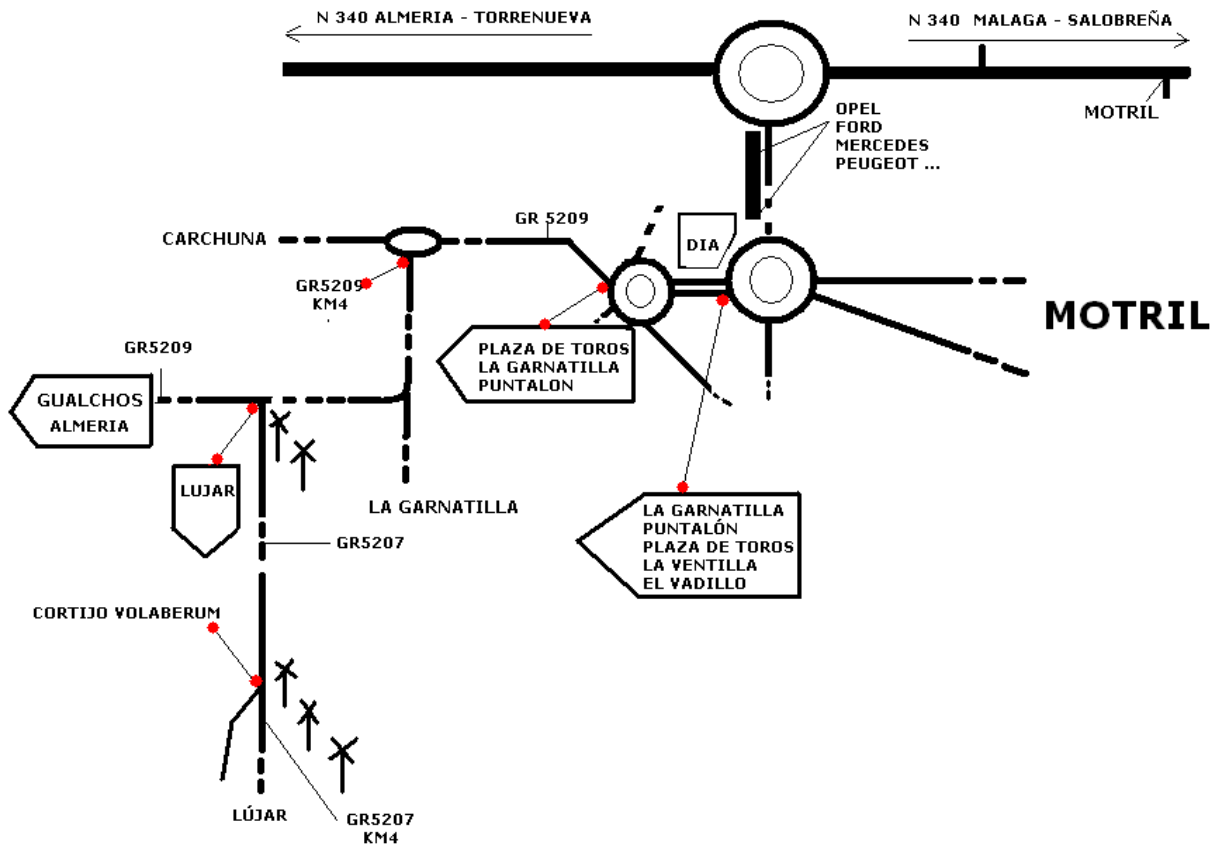 N 340 ALMERIA - TORRENUEVA
N 340 MALAGA - SALOBREÑA
MOTRIL
OPEL
FORD
MERCEDES
PEUGEOT ...
GR 5209
CARCHUNA
DIA
GR5209
KM4
MOTRIL
PLAZA DE TOROS
LA GARNATILLA
PUNTALON
GR5209
GUALCHOS
ALMERIA
LUJAR
LA GARNATILLA
LA GARNATILLA
PUNTALÓN
PLAZA DE TOROS
LA VENTILLA
EL VADILLO
GR5207
CORTIJO VOLABERUM
LÚJAR
GR5207
KM4